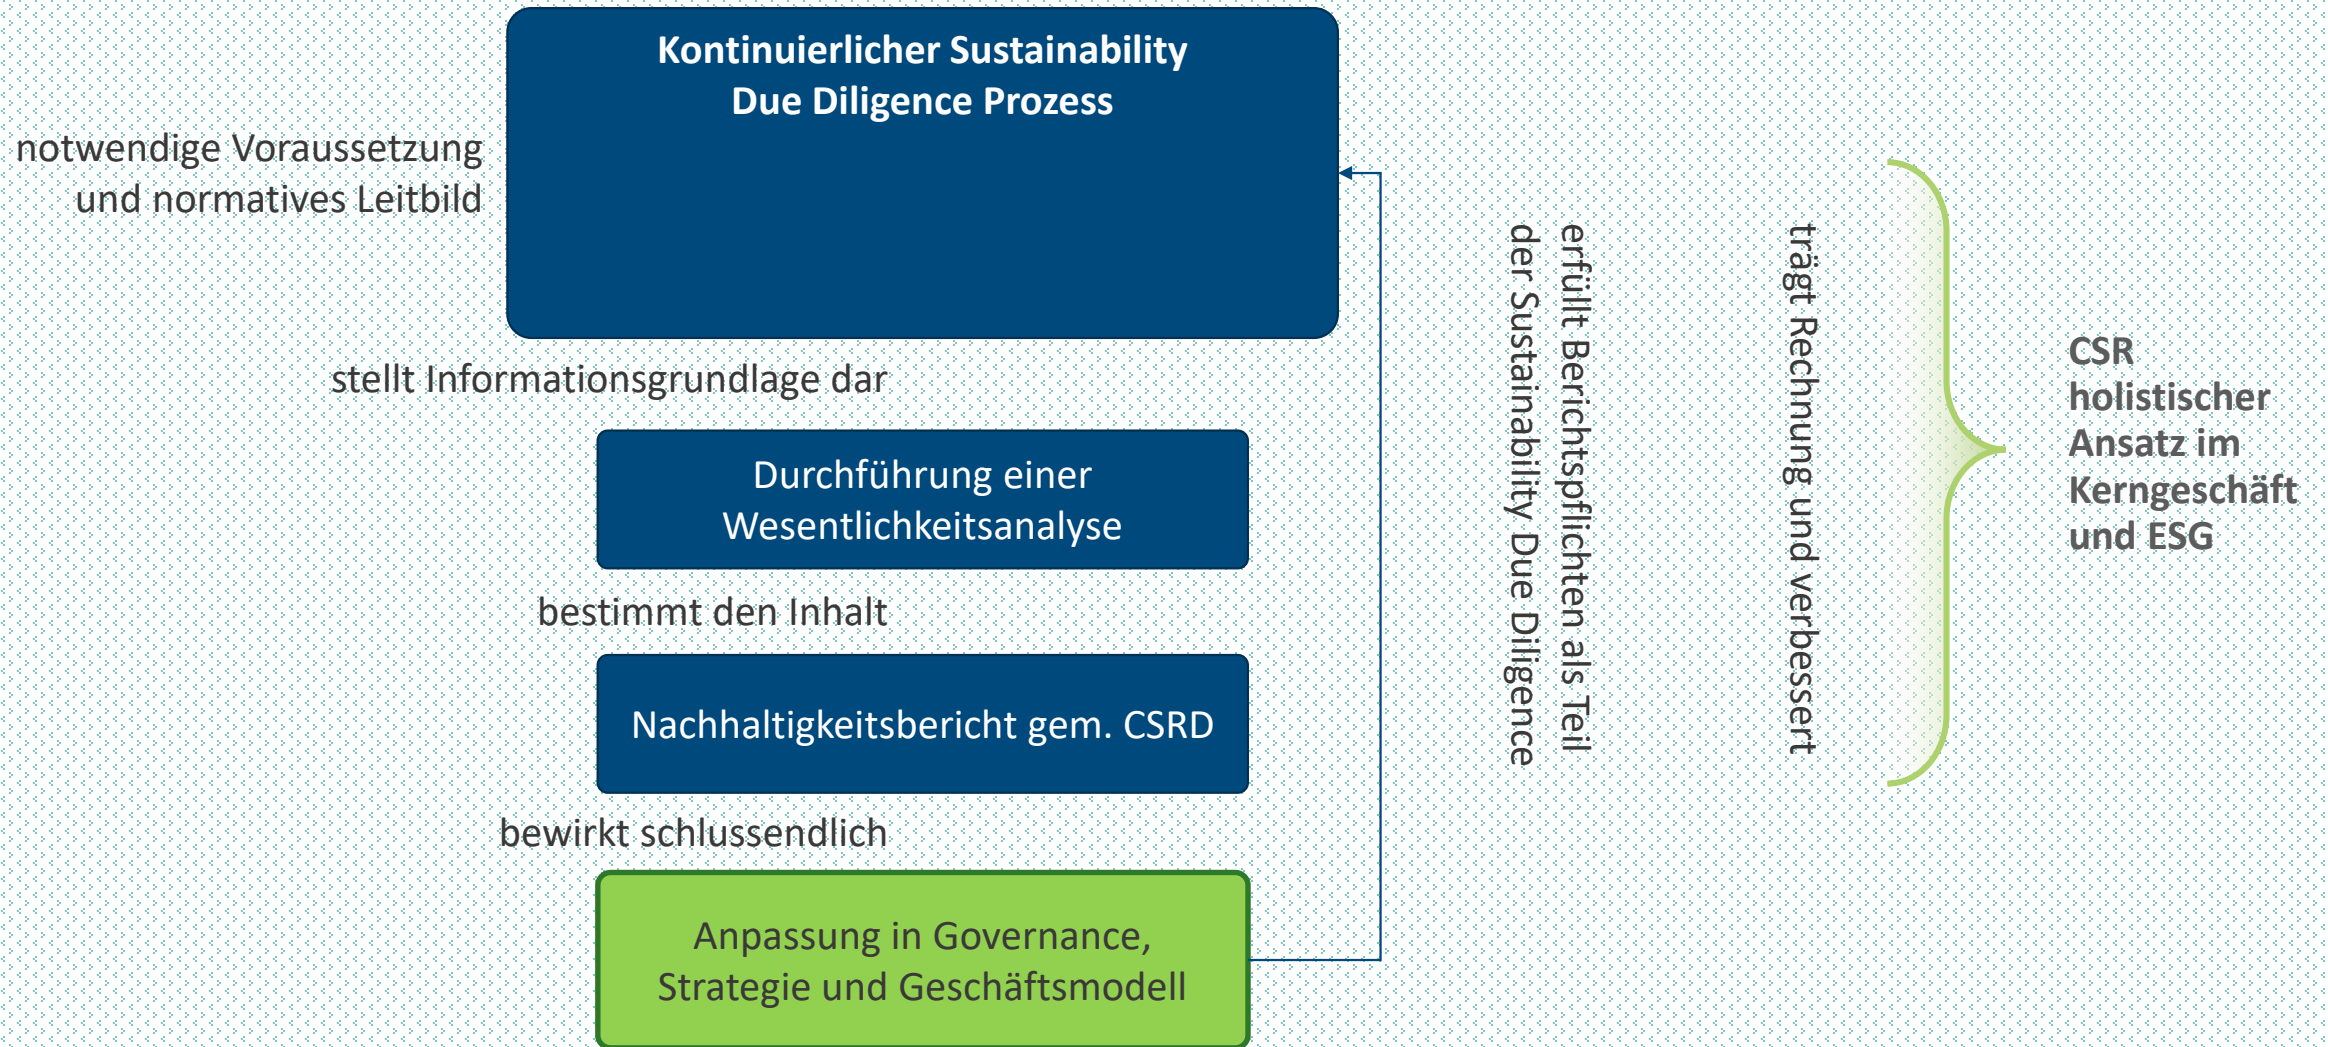 Kontinuierlicher Sustainability
Due Diligence Prozess
notwendige Voraussetzung
und normatives Leitbild
stellt Informationsgrundlage dar
Durchführung einer
Wesentlichkeitsanalyse
bestimmt den Inhalt
Nachhaltigkeitsbericht gem. CSRD
bewirkt schlussendlich
Anpassung in Governance,
Strategie und Geschäftsmodell
erfüllt Berichtspflichten als Teil
der Sustainability Due Diligence
trägt Rechnung und verbessert
CSR
holistischer
Ansatz im
Kerngeschäft
und ESG